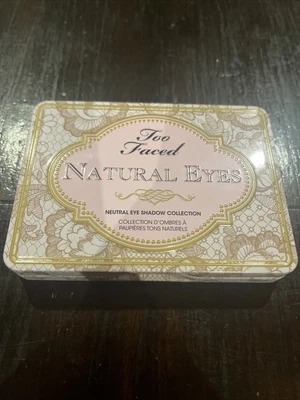 Too
Faced
NATURAL EYES
NEUTRAL EYE SHADOW COLLECTION
COLLECTION D'OMBRES À
PAUPIÈRES TONS NATURELS